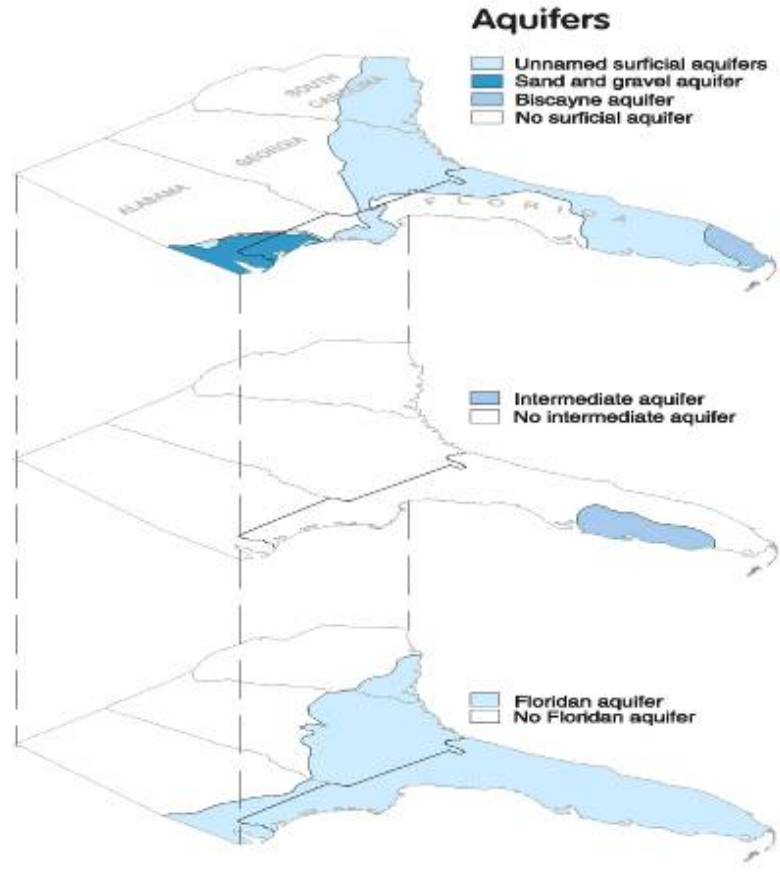 Aquifers
Unnamed surficial aquifers
Sand and gravel aquifer
Biscayne aquifer
No surficial aquifer
SOUTH
CAROLINA
GEORGIA
ALABAMA
FLORIDA
Intermediate aquifer
No intermediate aquifer
Floridan aquifer
No Floridan aquifer